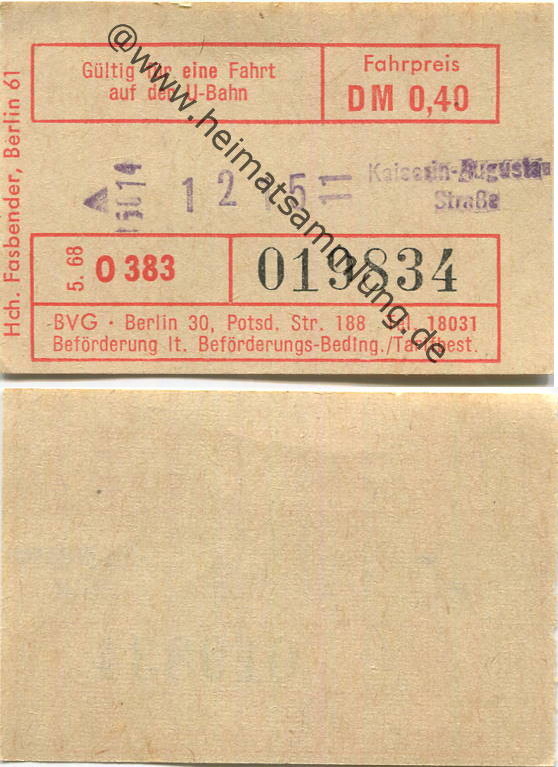 Gültig für eine Fahrt
auf der U-Bahn
Fahrpreis
DM 0,40
Hch. Fasbender, Berlin 61
12 15 11
Kaiserin-Augusta-
Straße
5. 68
O 383
019834
BVG · Berlin 30, Potsd. Str. 188 · Tel. 18031
Beförderung lt. Beförderungs-Beding./Tarifbest.
@www.heimatsammlung.de